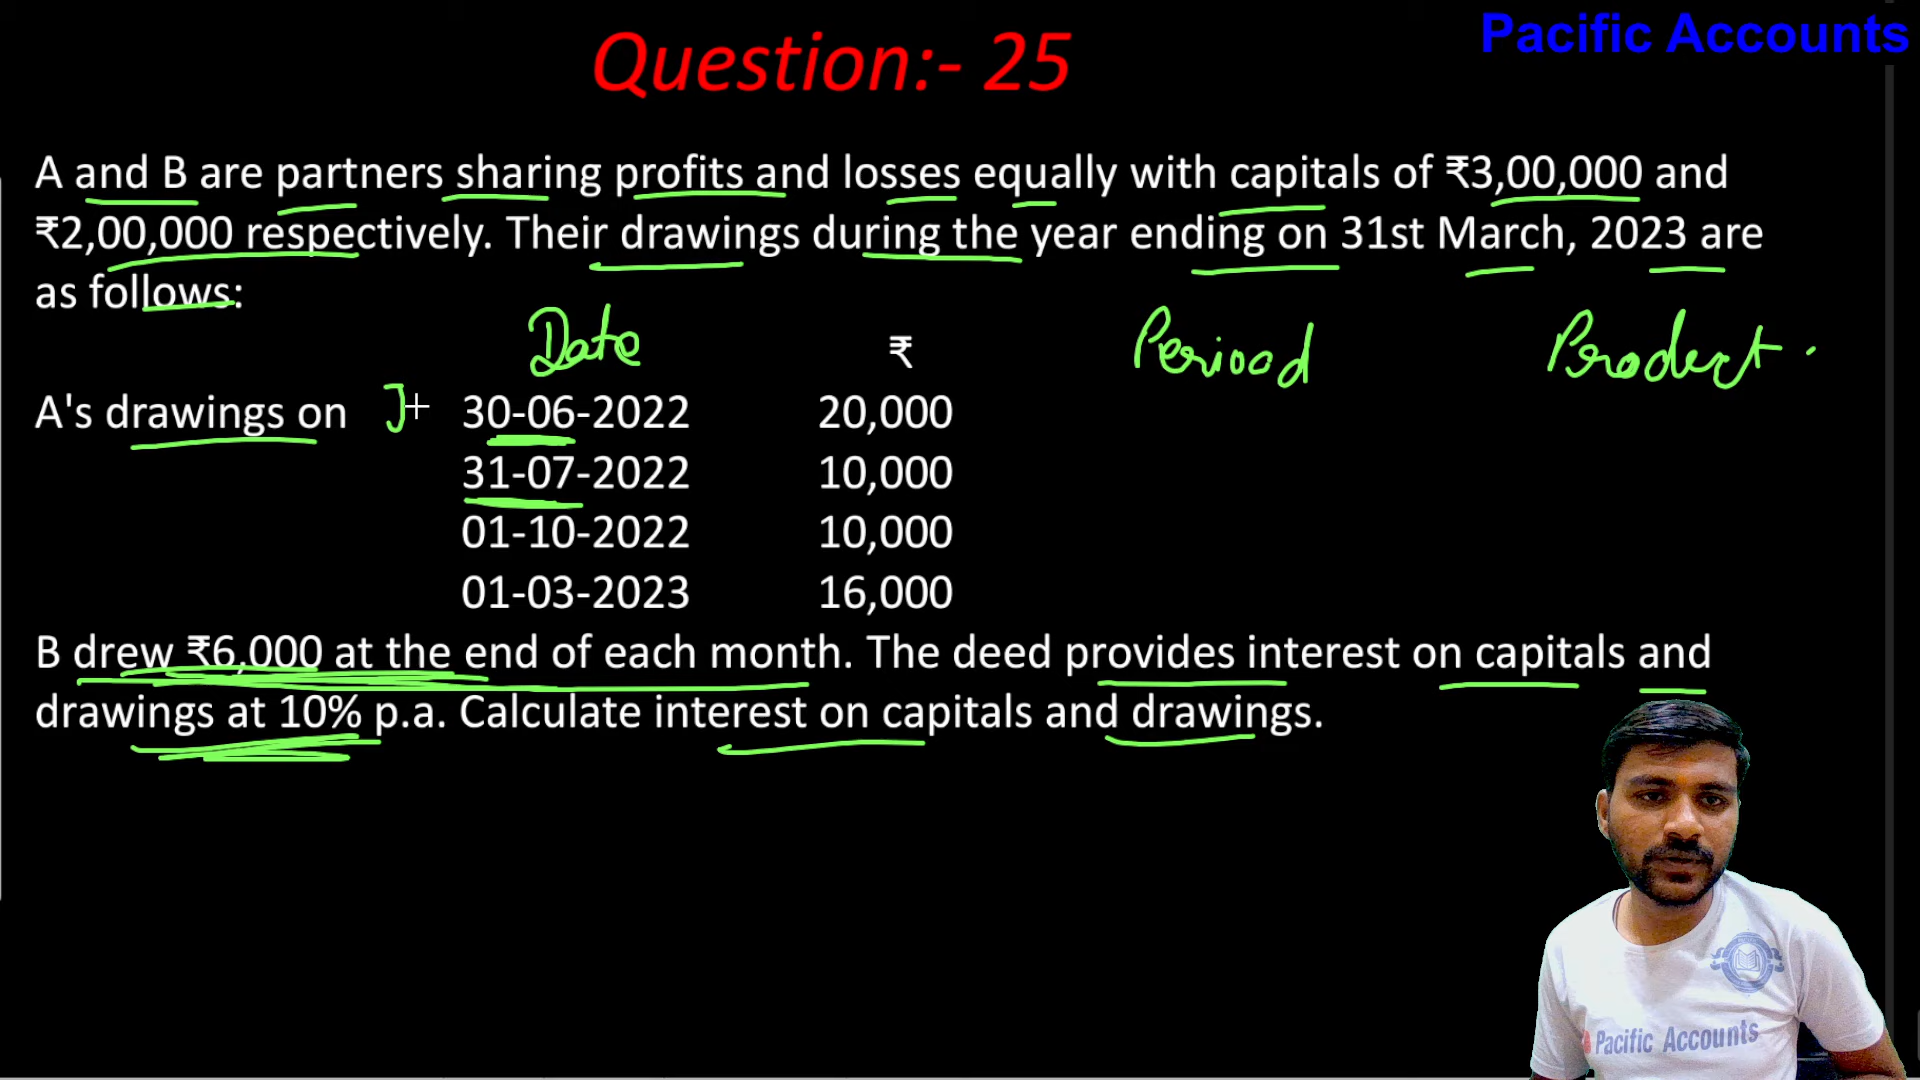 Pacific Accounts
Question:- 25
A and B are partners sharing profits and losses equally with capitals of ₹3,00,000 and
₹2,00,000 respectively. Their drawings during the year ending on 31st March, 2023 are
as follows:
Date ₹ Period Product
A's drawings on 30-06-2022 20,000
31-07-2022 10,000
01-10-2022 10,000
01-03-2023 16,000
B drew ₹6,000 at the end of each month. The deed provides interest on capitals and
drawings at 10% p.a. Calculate interest on capitals and drawings.
Pacific Accounts